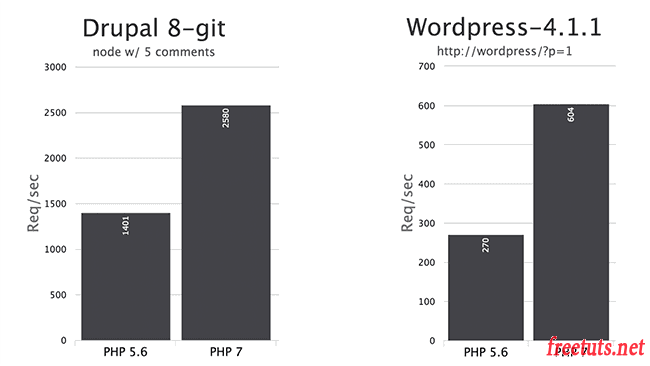 Drupal 8-git
node w/ 5 comments
3000
2500
2000
1500
1000
500
0
Req/sec
1401
2580
PHP 5.6
PHP 7
Wordpress-4.1.1
http://wordpress/?p=1
700
600
500
400
300
200
100
0
Req/sec
270
604
PHP 5.6
PHP 7
freetuts.net